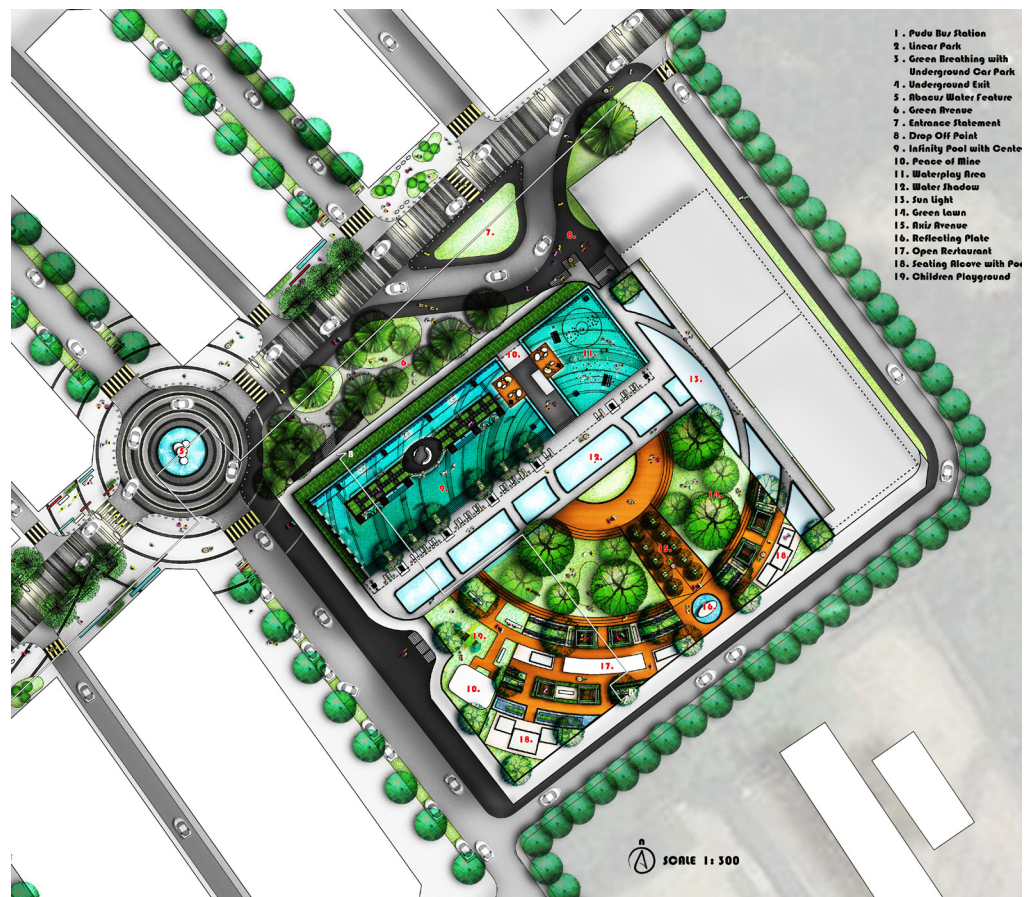 1 . Pudu Bus Station
2 . Linear Park
3 . Green Breathing with
Underground Car Park
4 . Underground Exit
5 . Abacus Water Feature
6 . Green Avenue
7 . Entrance Statement
8 . Drop Off Point
9 . Infinity Pool with Cente
10. Peace of Mine
11. Waterplay Area
12. Water Shadow
13. Sun Light
14. Green Lawn
15. Axis Avenue
16. Reflecting Plate
17. Open Restaurant
18. Seating Alcove with Poo
19. Children Playground
7.
8.
6.
10.
11.
13.
B
5.
9.
12.
14.
15.
16.
19.
17.
18.
10.
B'
18.
n
SCALE 1: 300